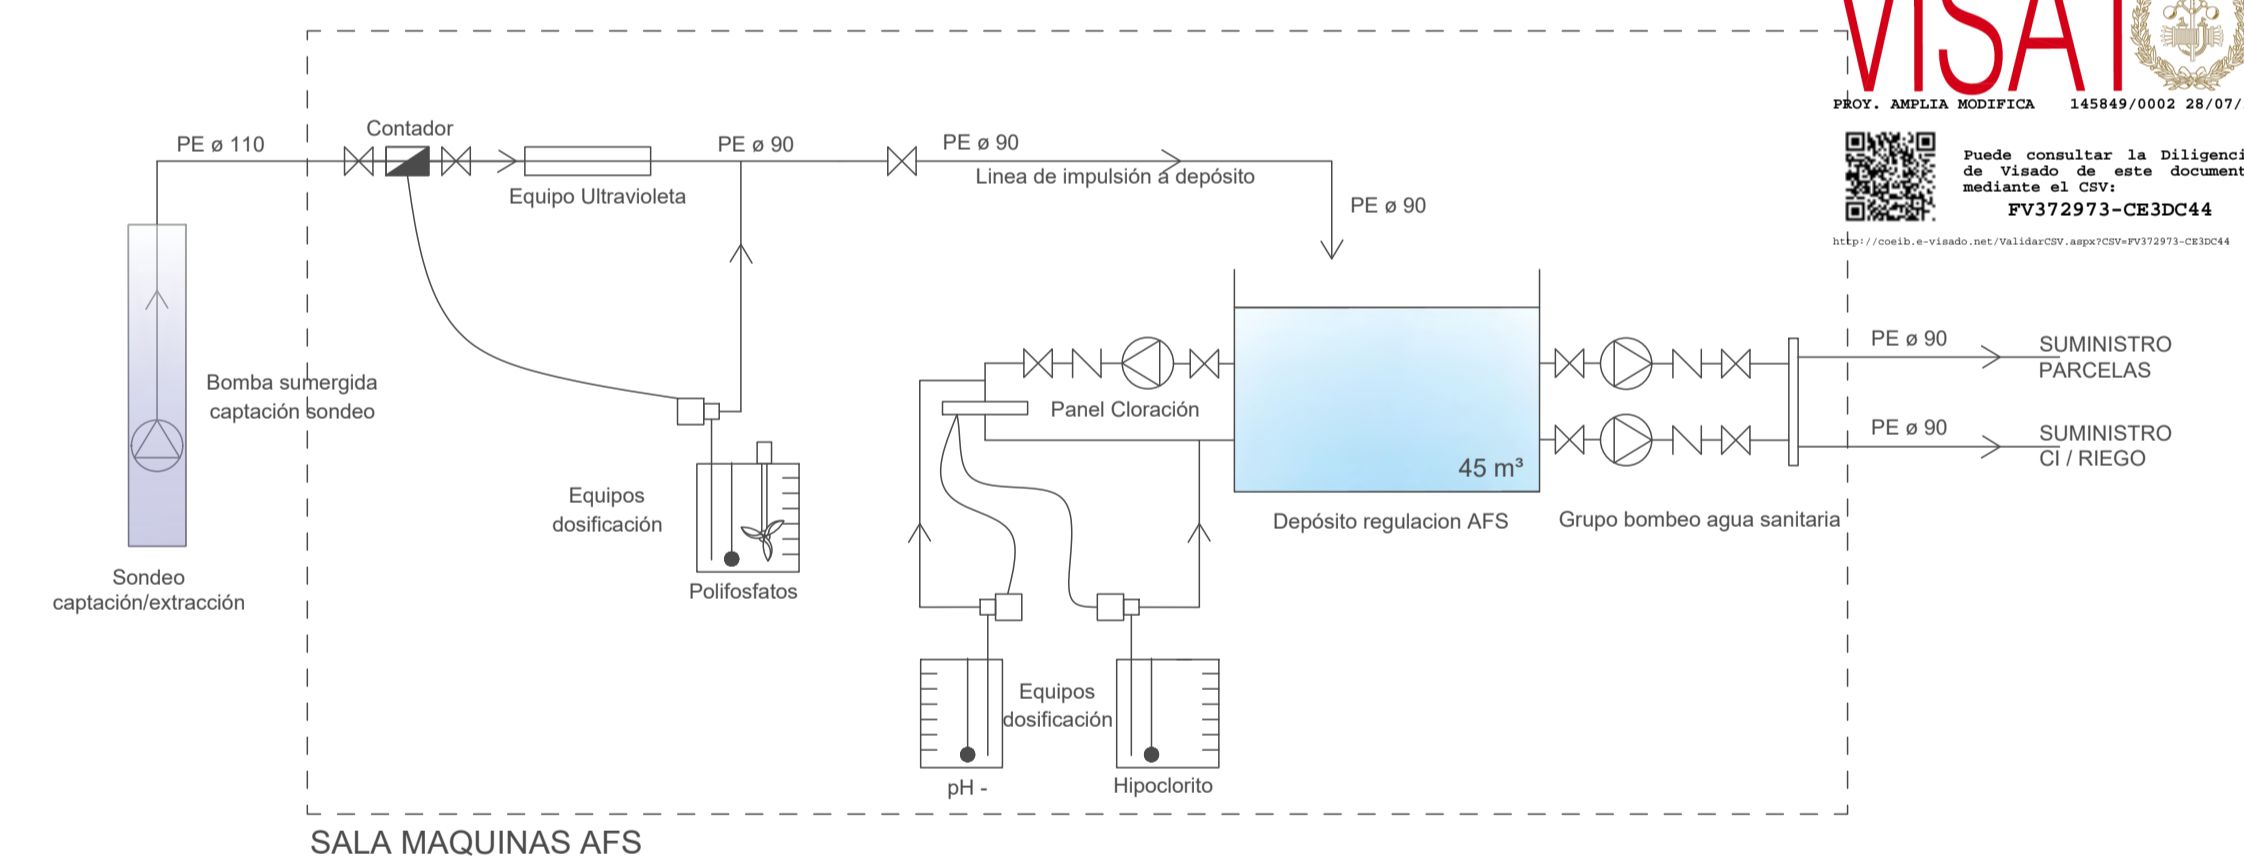 VISA
PROY. AMPLIA MODIFICA 145849/0002 28/07/
Puede consultar la
de Visado de este
mediante el CSV:
FV372973-CE3DC44
http://coeib.e-visado.net/ValidarCSV.aspx?CSV=FV372973-CE3DC44
PE ø 110
Contador
Equipo Ultravioleta
PE ø 90
PE ø 90
Linea de impulsión a depósito
PE ø 90
Bomba sumergida
captación sondeo
Sondeo
captación/extracción
Equipos
dosificación
Polifosfatos
Panel Cloración
45 m³
Depósito regulacion AFS
Grupo bombeo agua sanitaria
PE ø 90
SUMINISTRO
PARCELAS
PE ø 90
SUMINISTRO
CI / RIEGO
Equipos
dosificación
pH -
Hipoclorito
SALA MAQUINAS AFS